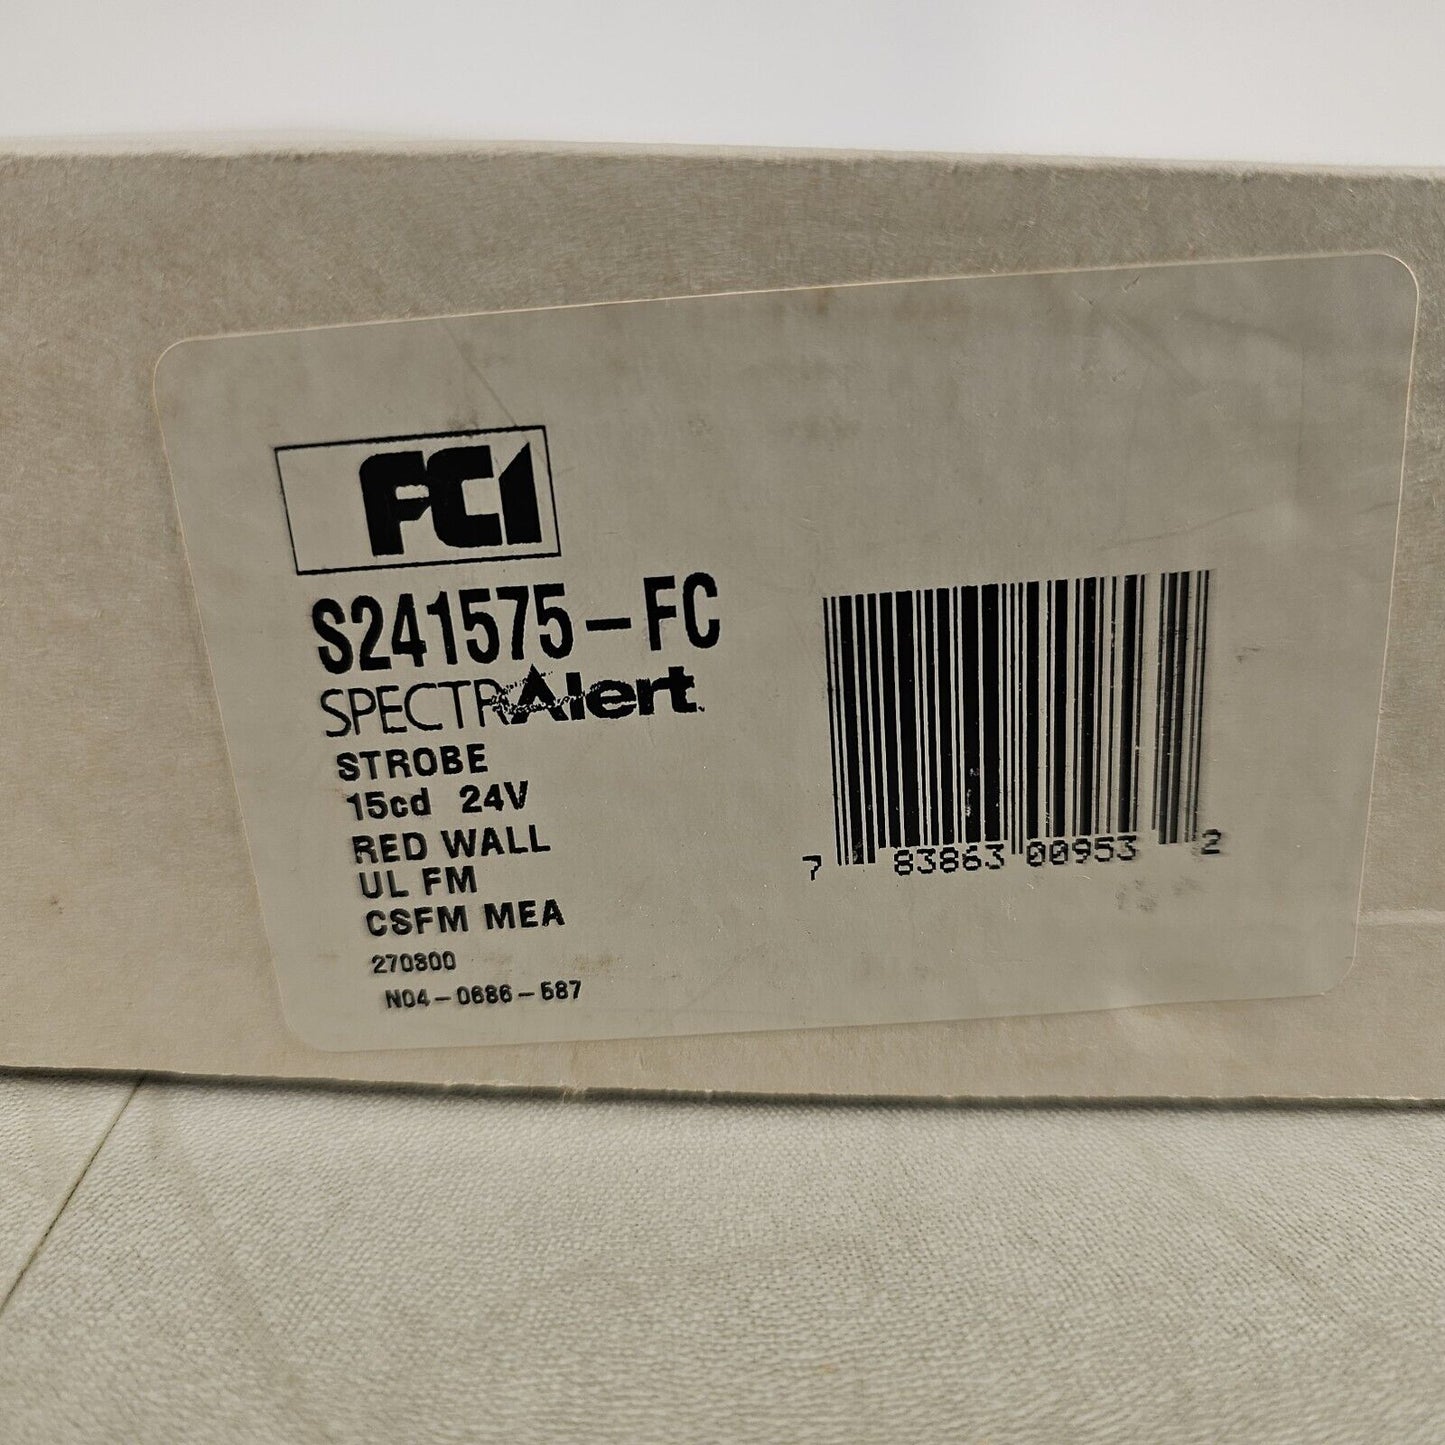 FCI
S241575-FC
SPECTRAlert
STROBE
15cd 24V
RED WALL
UL FM
CSFM MEA
270300
N04-0686-587
7 83863 00953 2